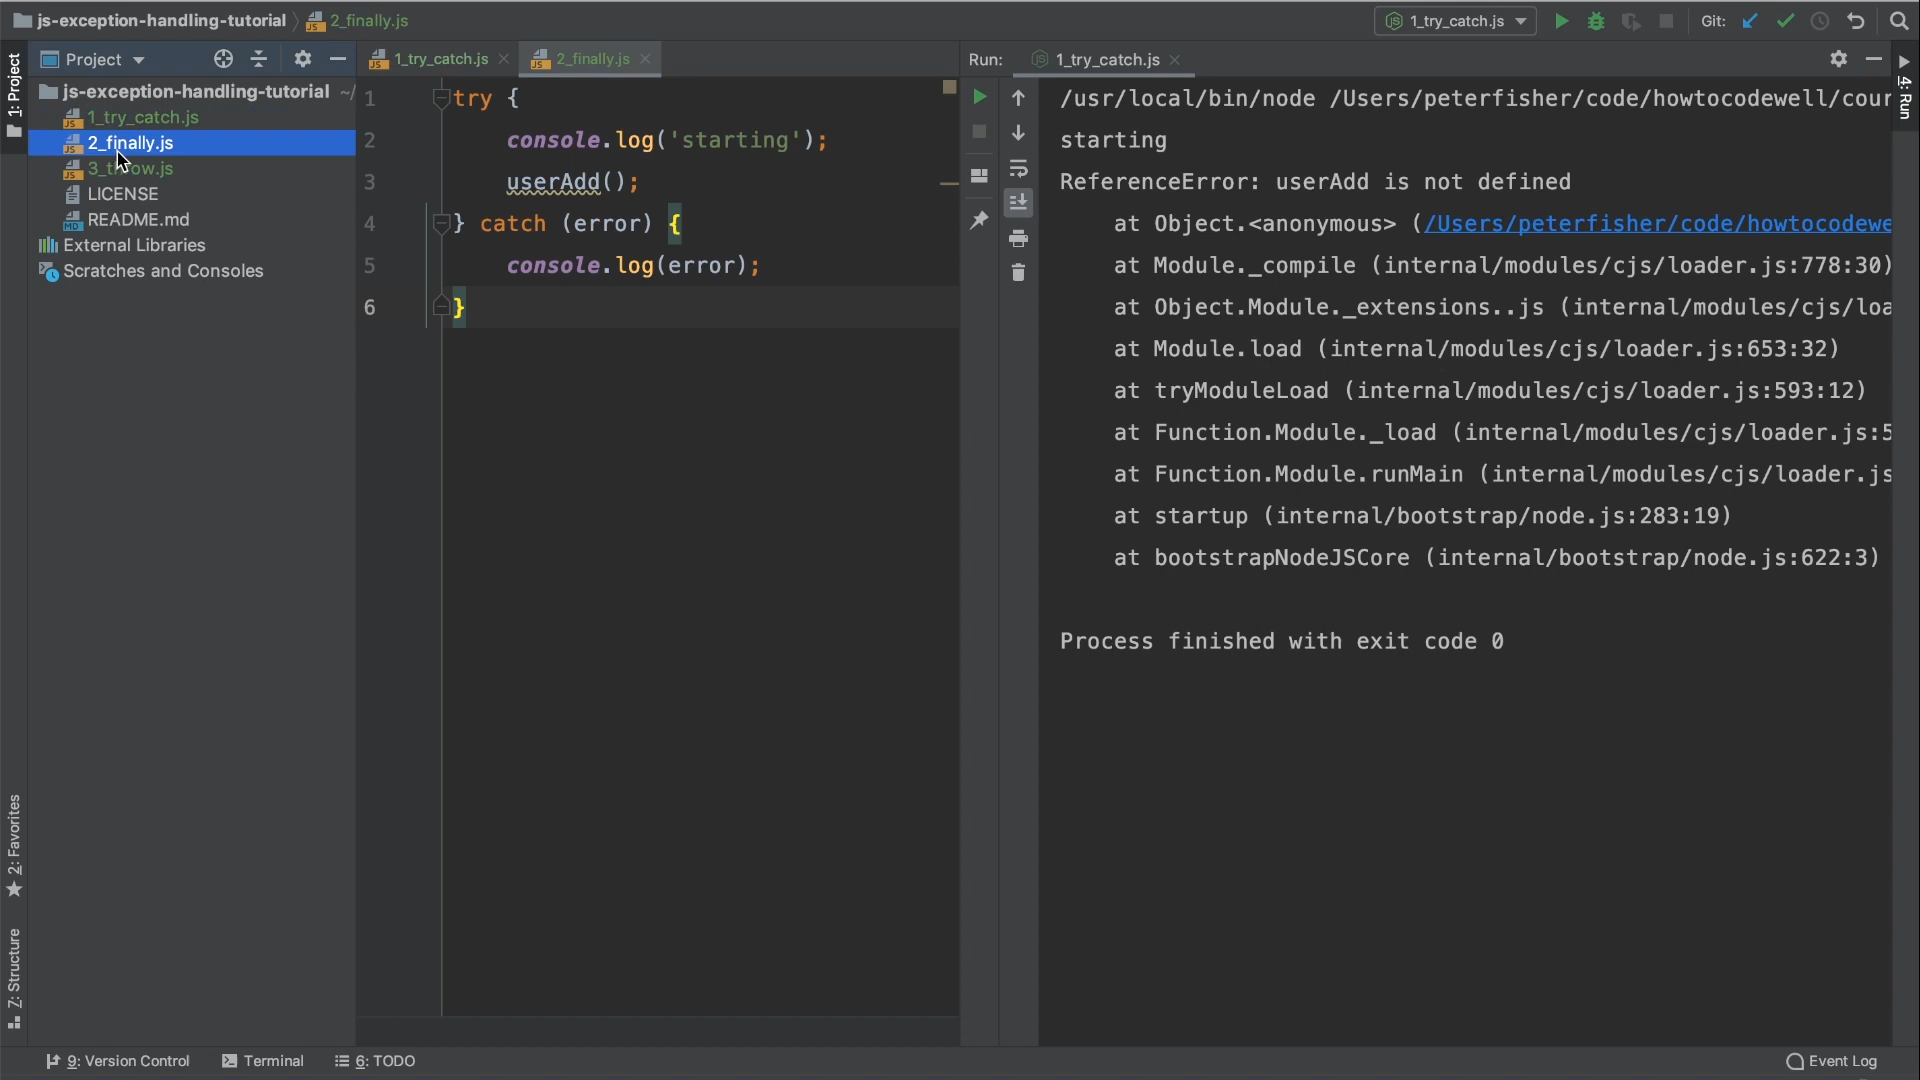 js-exception-handling-tutorial 2_finally.js
1_try_catch.js
Git:
1: Project
Project
js-exception-handling-tutorial ~/
1_try_catch.js
2_finally.js
3_throw.js
LICENSE
README.md
External Libraries
Scratches and Consoles
2: Favorites
Z: Structure
1_try_catch.js
2_finally.js
1 try {
2 console.log('starting');
3 userAdd();
4 } catch (error) {
5 console.log(error);
6 }
Run: 1_try_catch.js
/usr/local/bin/node /Users/peterfisher/code/howtocodewell/cour
starting
ReferenceError: userAdd is not defined
at Object.<anonymous> (/Users/peterfisher/code/howtocodewe
at Module._compile (internal/modules/cjs/loader.js:778:30)
at Object.Module._extensions..js (internal/modules/cjs/loa
at Module.load (internal/modules/cjs/loader.js:653:32)
at tryModuleLoad (internal/modules/cjs/loader.js:593:12)
at Function.Module._load (internal/modules/cjs/loader.js:5
at Function.Module.runMain (internal/modules/cjs/loader.js
at startup (internal/bootstrap/node.js:283:19)
at bootstrapNodeJSCore (internal/bootstrap/node.js:622:3)
Process finished with exit code 0
4: Run
9: Version Control
Terminal
6: TODO
Event Log